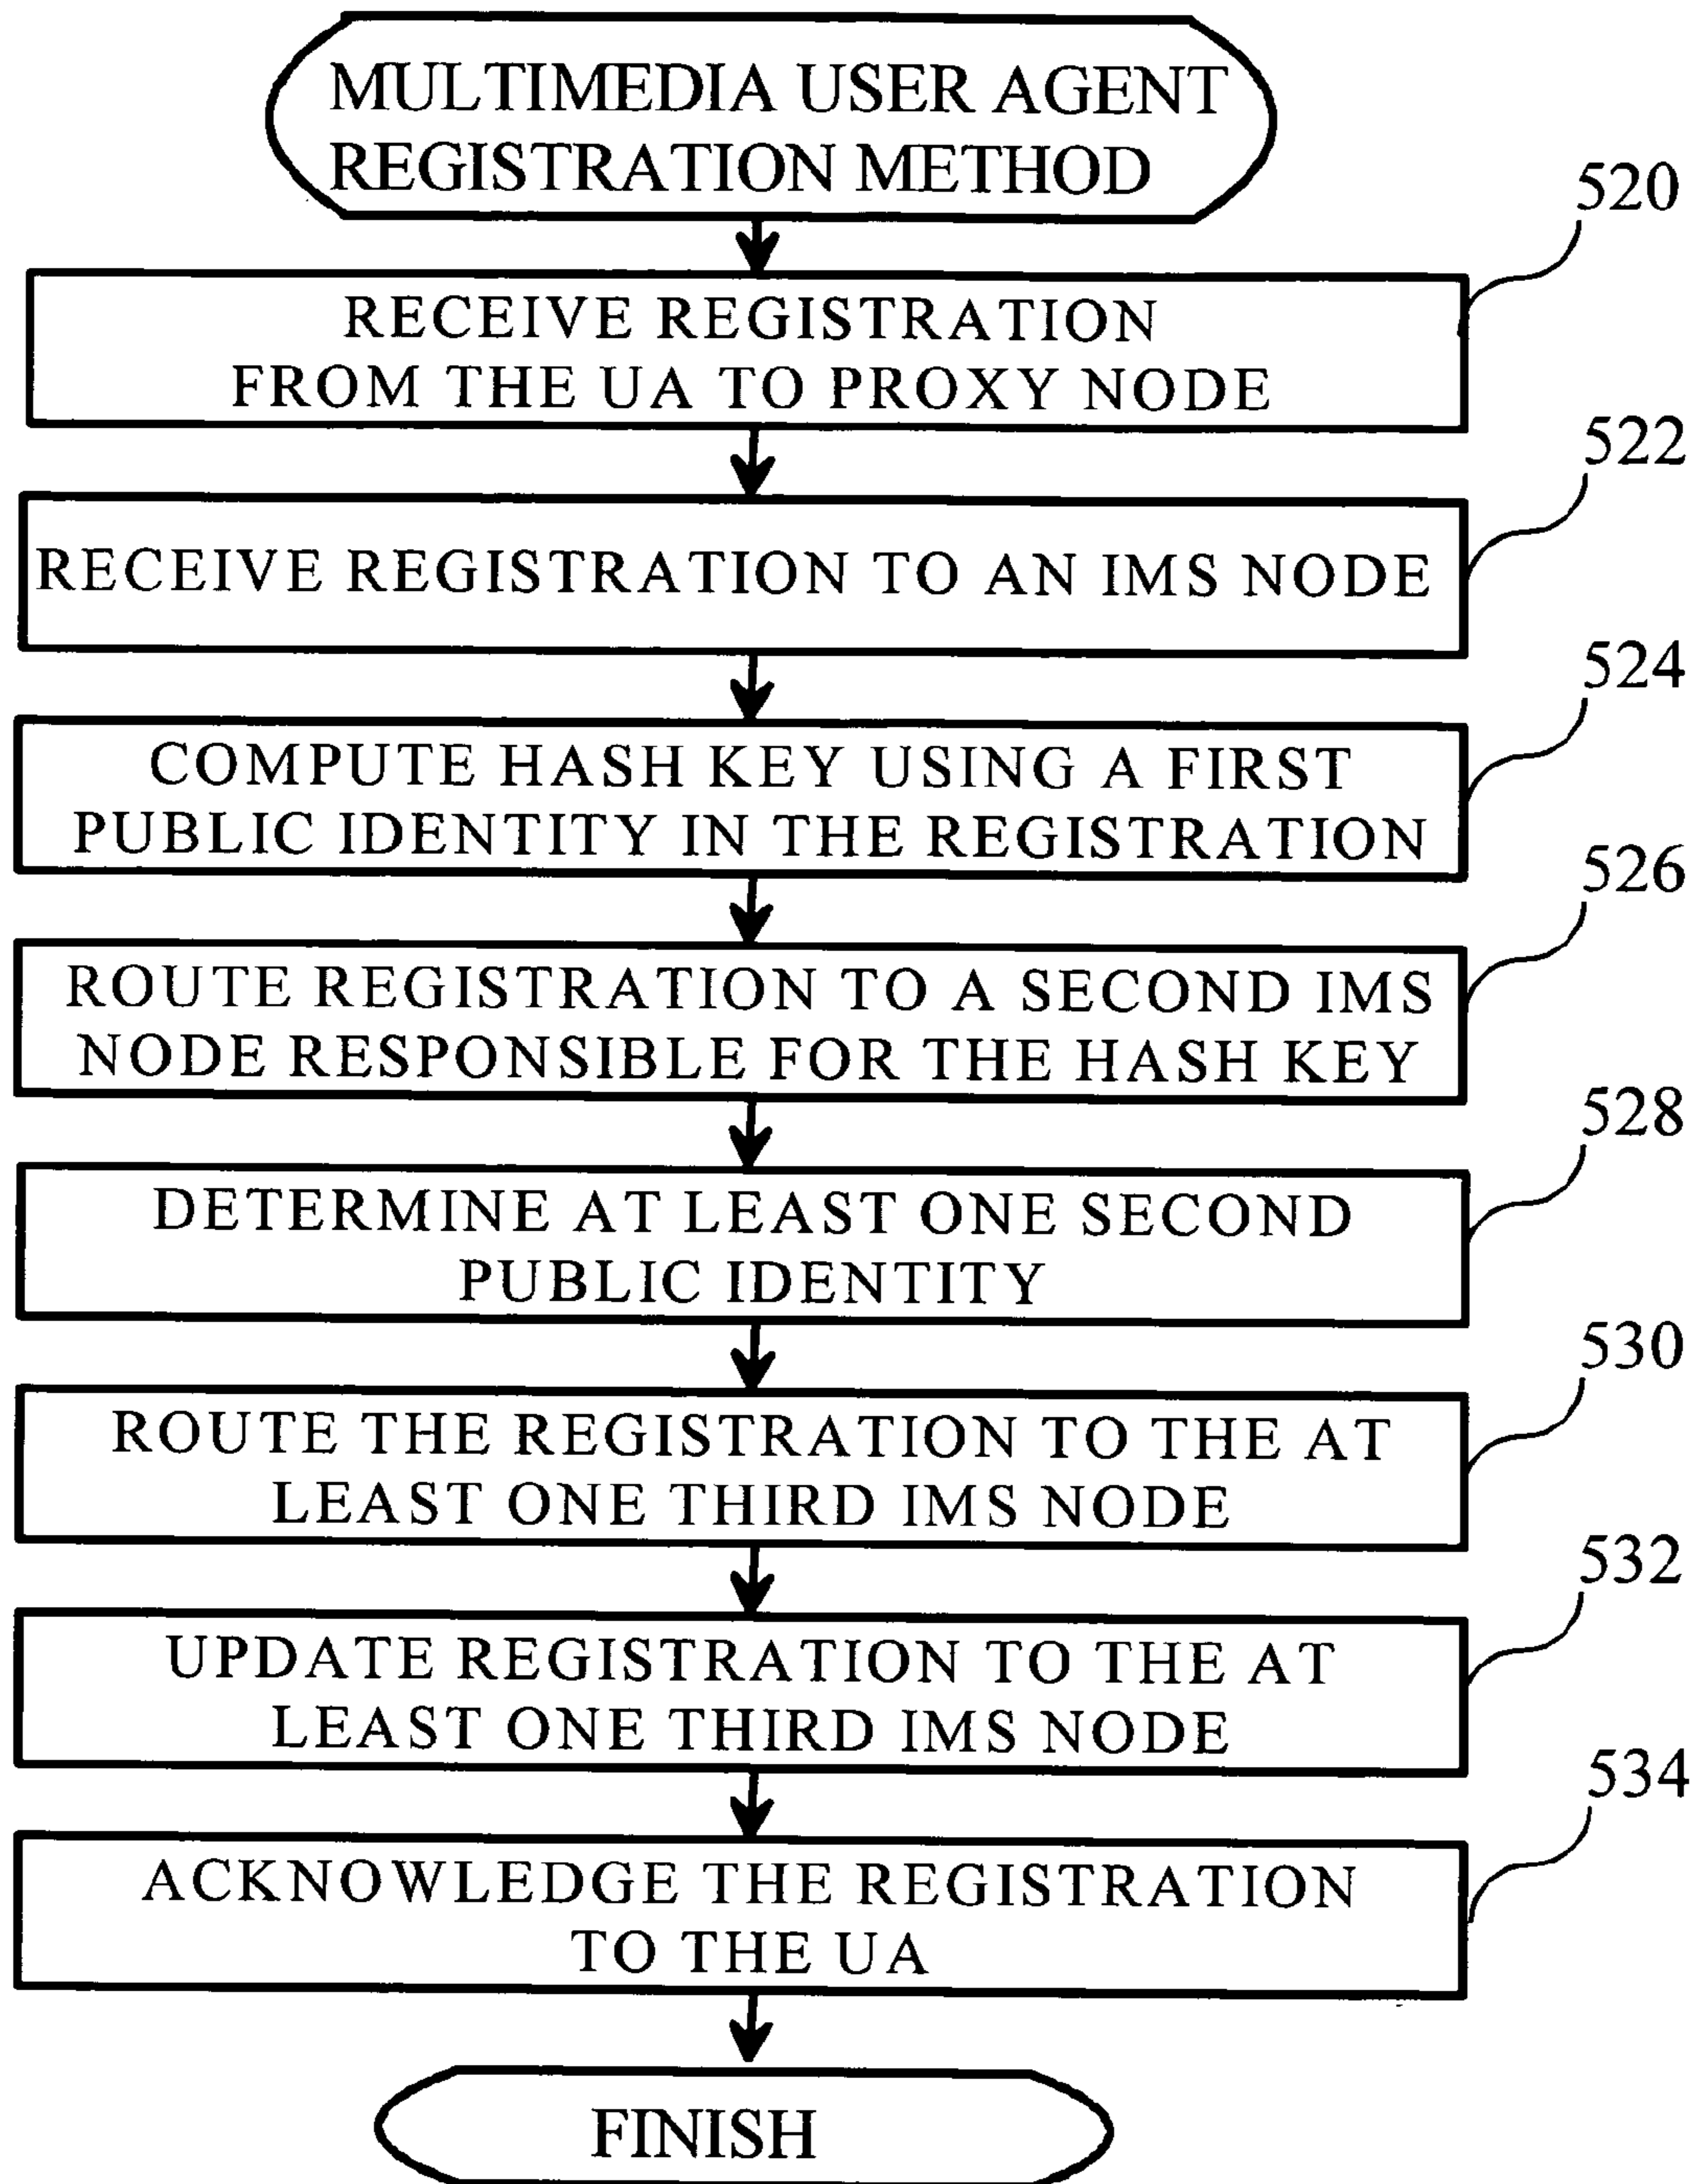 MULTIMEDIA USER AGENT
REGISTRATION METHOD
520
RECEIVE REGISTRATION
FROM THE UA TO PROXY NODE
522
RECEIVE REGISTRATION TO AN IMS NODE
524
COMPUTE HASH KEY USING A FIRST
PUBLIC IDENTITY IN THE REGISTRATION
526
ROUTE REGISTRATION TO A SECOND IMS
NODE RESPONSIBLE FOR THE HASH KEY
528
DETERMINE AT LEAST ONE SECOND
PUBLIC IDENTITY
530
ROUTE THE REGISTRATION TO THE AT
LEAST ONE THIRD IMS NODE
532
UPDATE REGISTRATION TO THE AT
LEAST ONE THIRD IMS NODE
534
ACKNOWLEDGE THE REGISTRATION
TO THE UA
FINISH